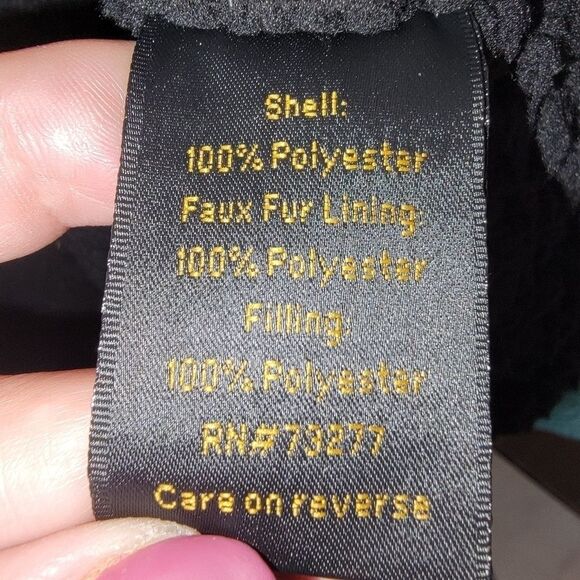 Shell:
100% Polyester
Faux Fur Lining:
100% Polyester
Filling:
100% Polyester
RN#73277
Care on reverse